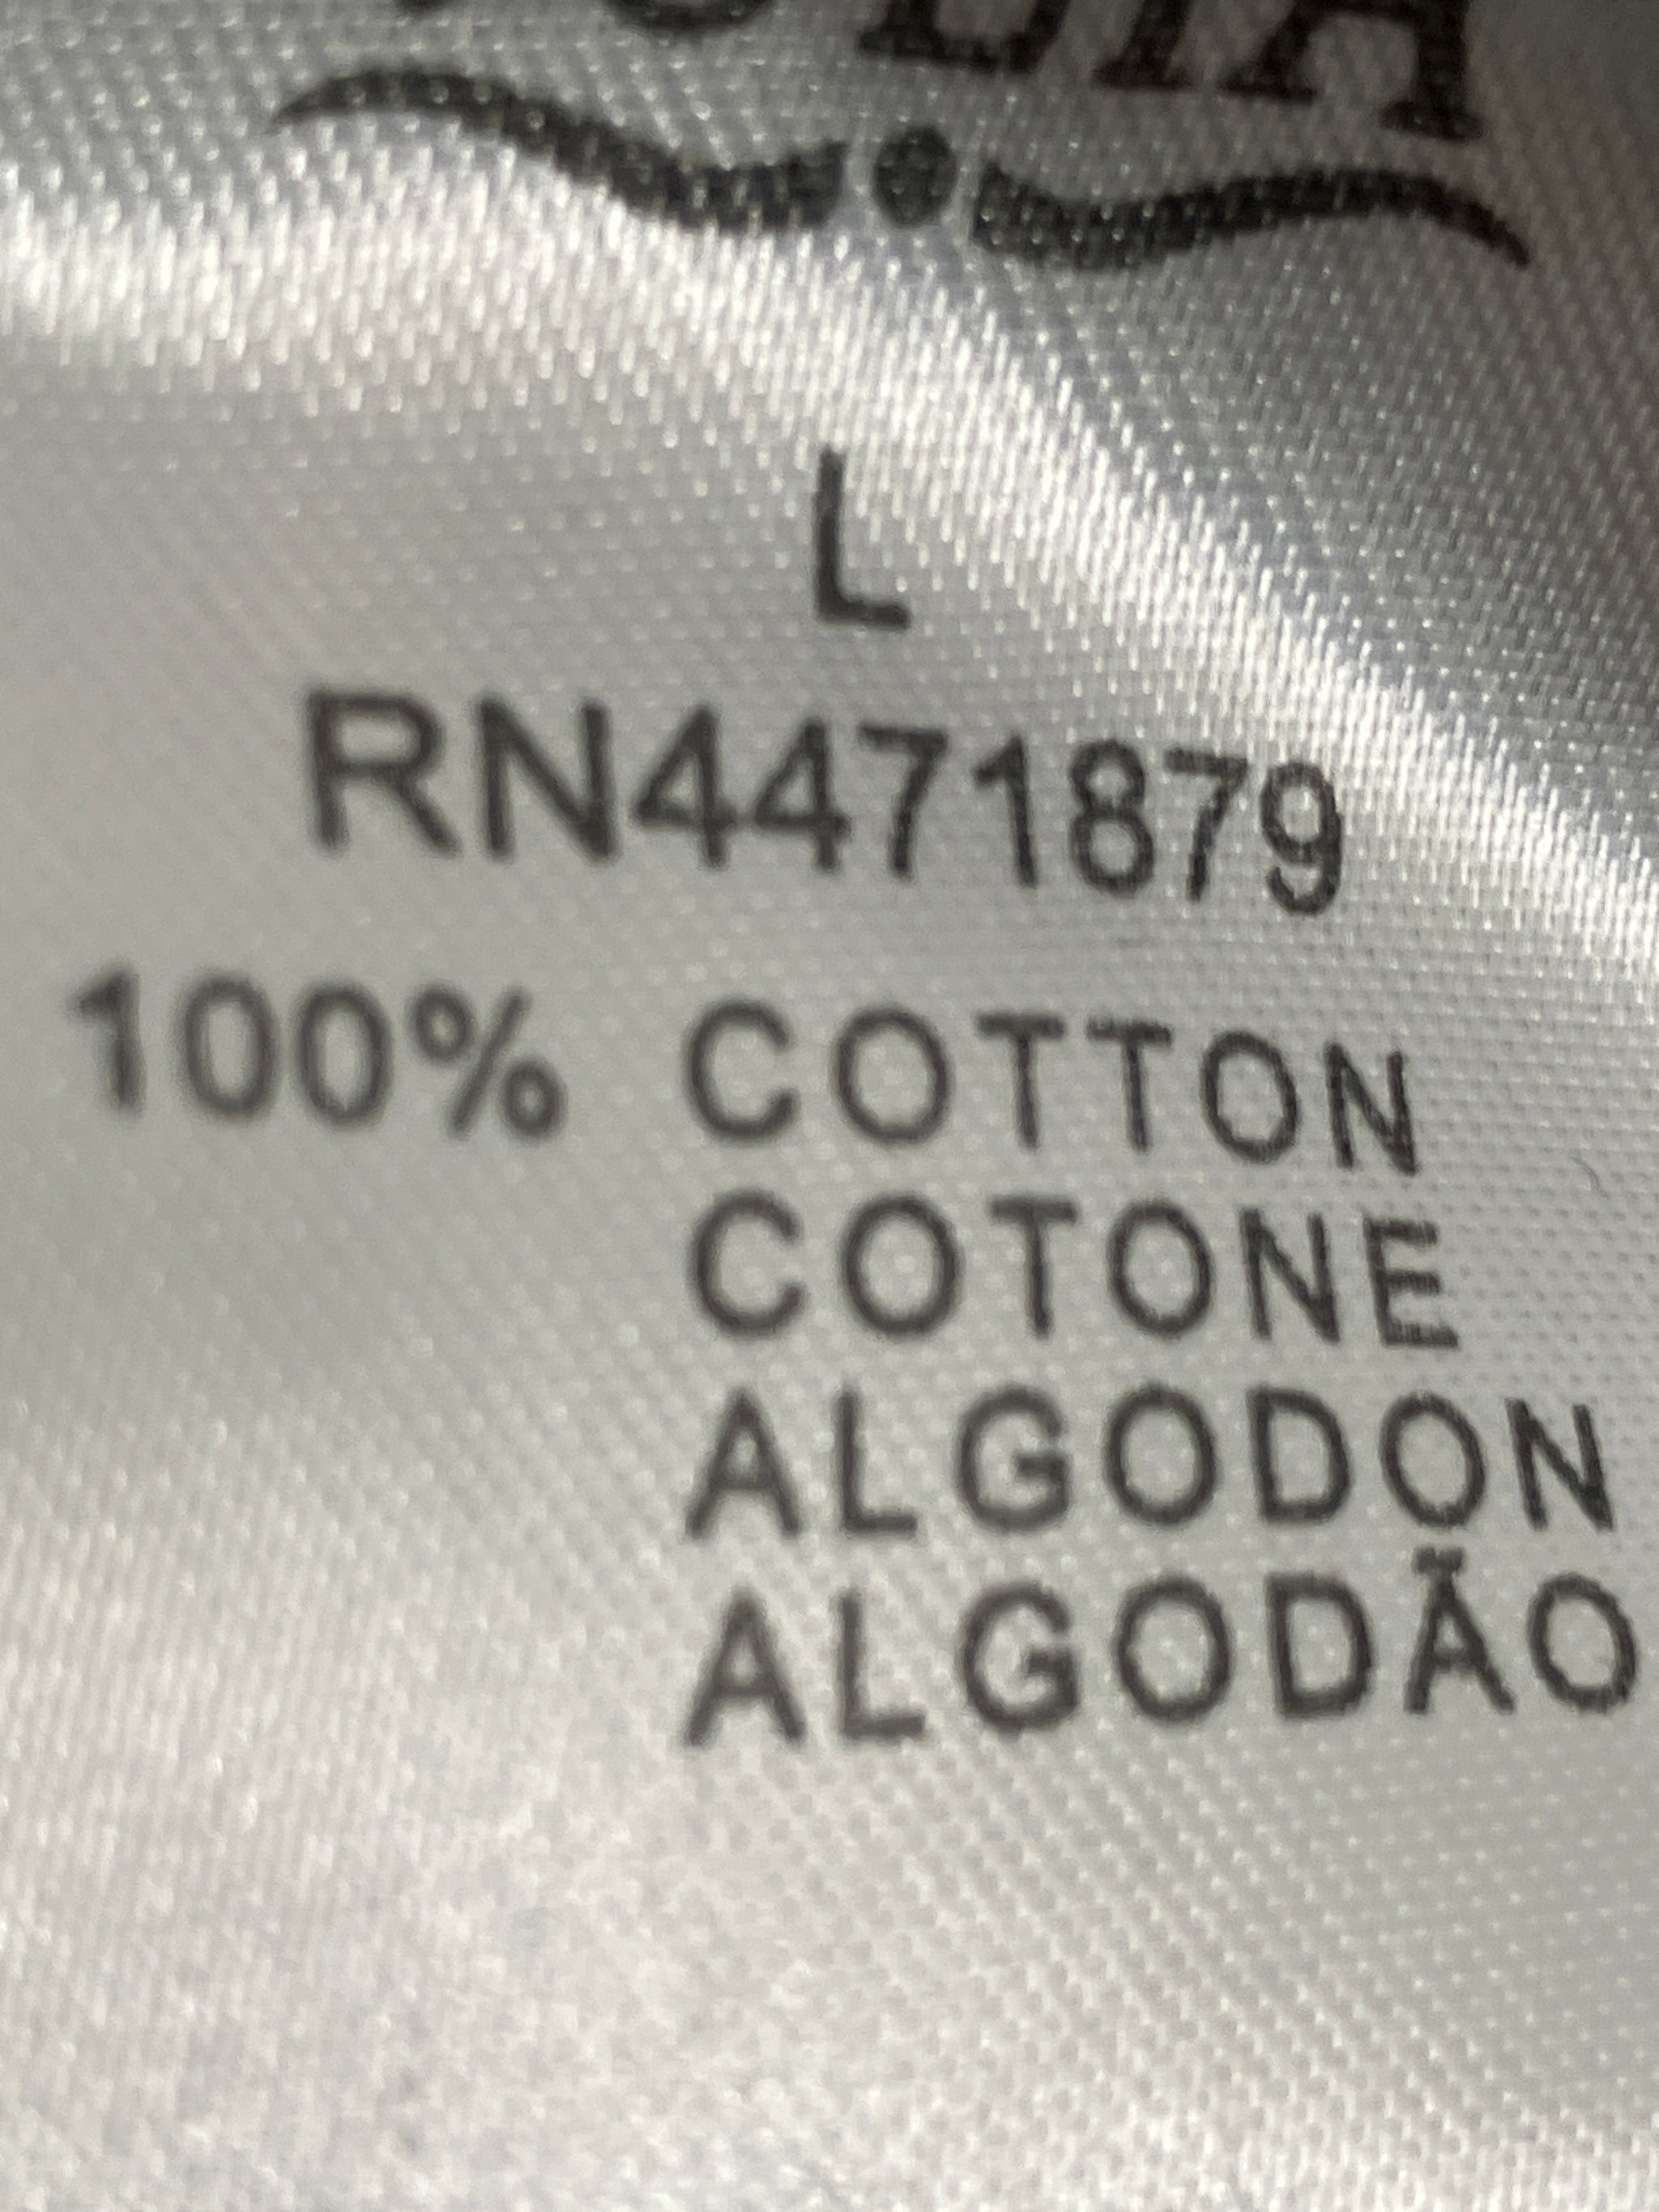 L
RN4471879
100% COTTON
COTONE
ALGODON
ALGODÃO